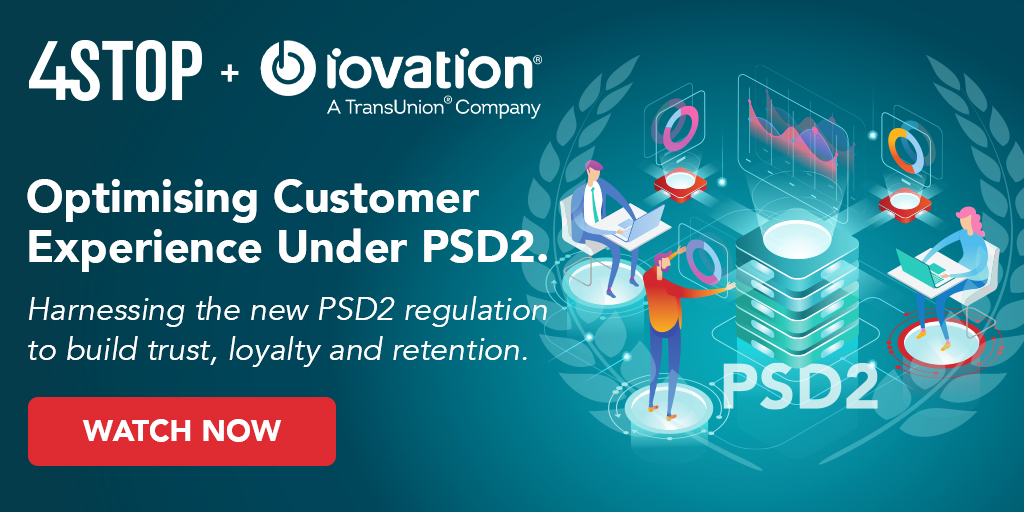 4STOP + iovation®
A TransUnion® Company
Optimising Customer
Experience Under PSD2.
Harnessing the new PSD2 regulation
to build trust, loyalty and retention.
WATCH NOW
PSD2